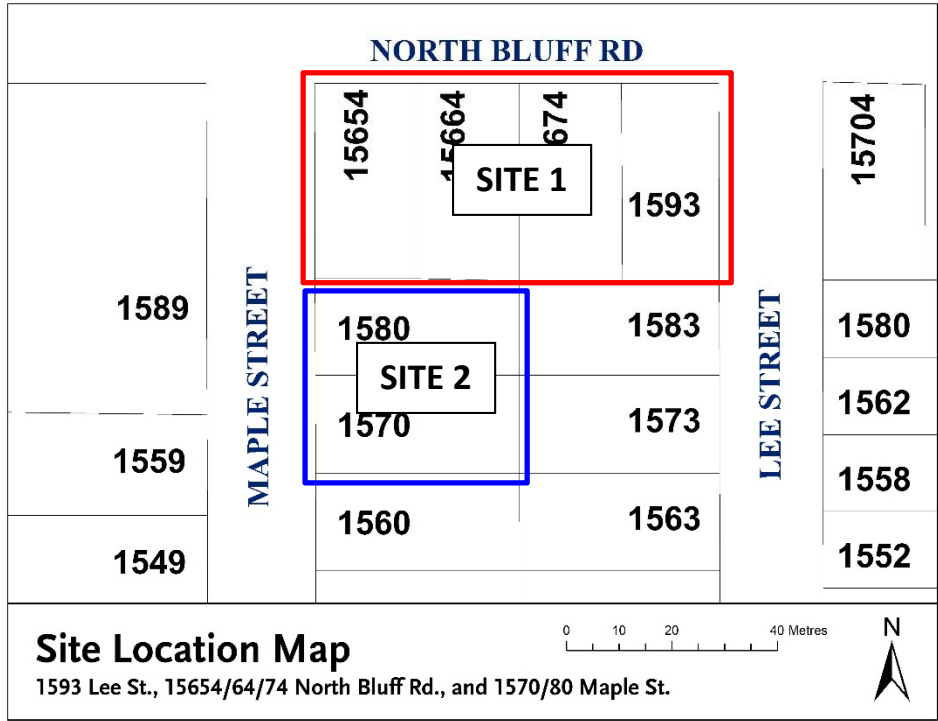 NORTH BLUFF RD
15654
15664
674
15704
SITE 1
1593
MAPLE STREET
LEE STREET
1589
1580
1583
1580
SITE 2
1562
1570
1573
1559
1558
1560
1563
1549
1552
Site Location Map
1593 Lee St., 15654/64/74 North Bluff Rd., and 1570/80 Maple St.
0 10 20 40 Metres
N